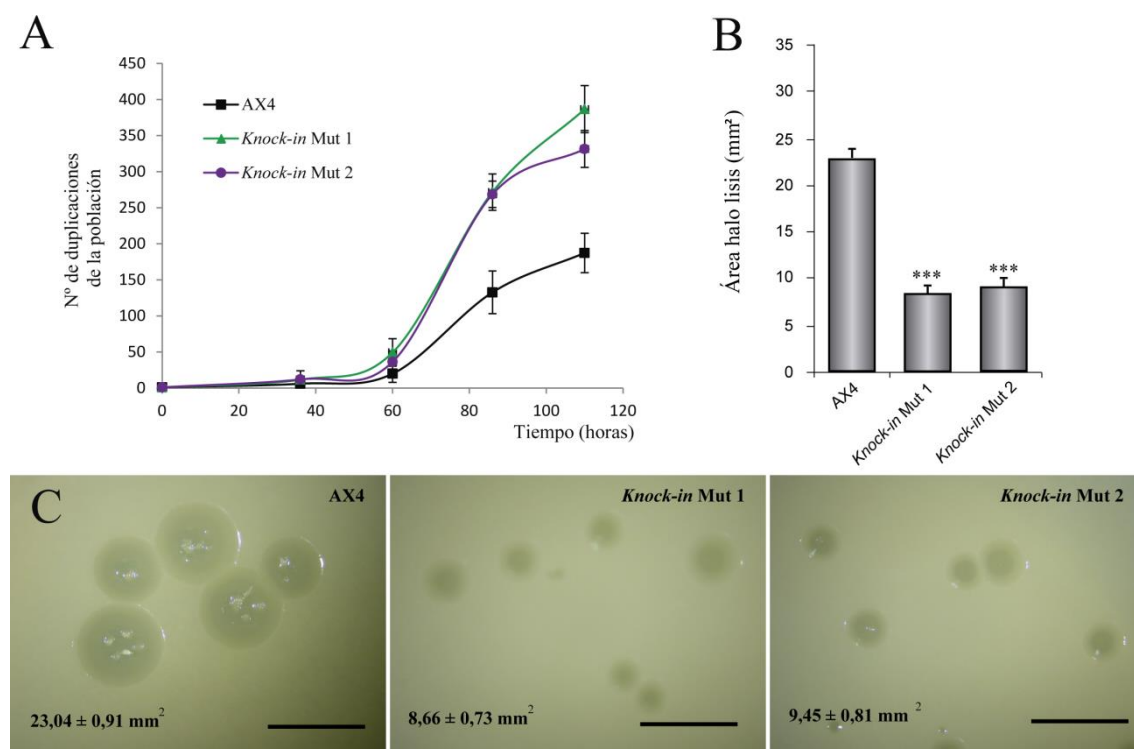 A
450
400
350
300
250
200
150
100
50
0
Nº de duplicaciones
de la población
AX4
Knock-in Mut 1
Knock-in Mut 2
0 20 40 60 80 100 120
Tiempo (horas)
B
35
30
25
20
15
10
5
0
Área halo lisis (mm²)
*** ***
AX4
Knock-in Mut 1
Knock-in Mut 2
C
AX4
23,04 ± 0,91 mm²
Knock-in Mut 1
8,66 ± 0,73 mm²
Knock-in Mut 2
9,45 ± 0,81 mm²